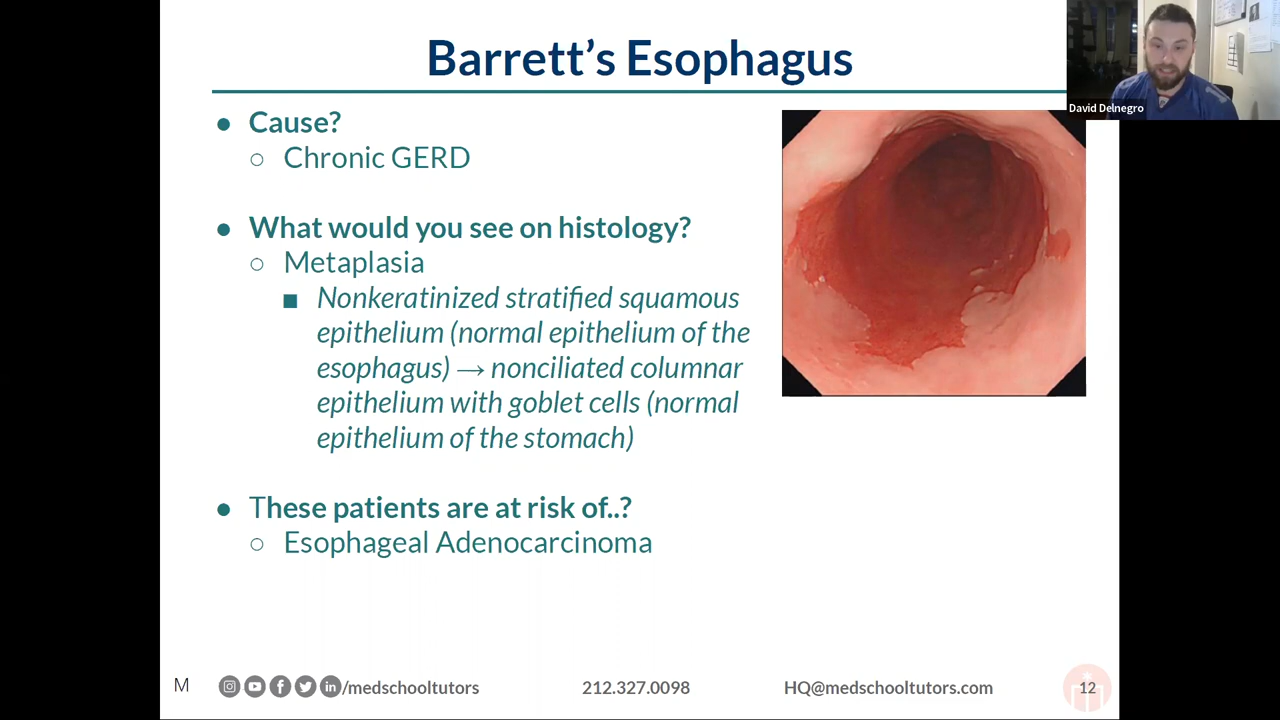 Barrett’s Esophagus
David Delnegro
● Cause?
○ Chronic GERD
● What would you see on histology?
○ Metaplasia
■ Nonkeratinized stratified squamous
epithelium (normal epithelium of the
esophagus) → nonciliated columnar
epithelium with goblet cells (normal
epithelium of the stomach)
● These patients are at risk of..?
○ Esophageal Adenocarcinoma
M
/medschooltutors
212.327.0098
HQ@medschooltutors.com
12